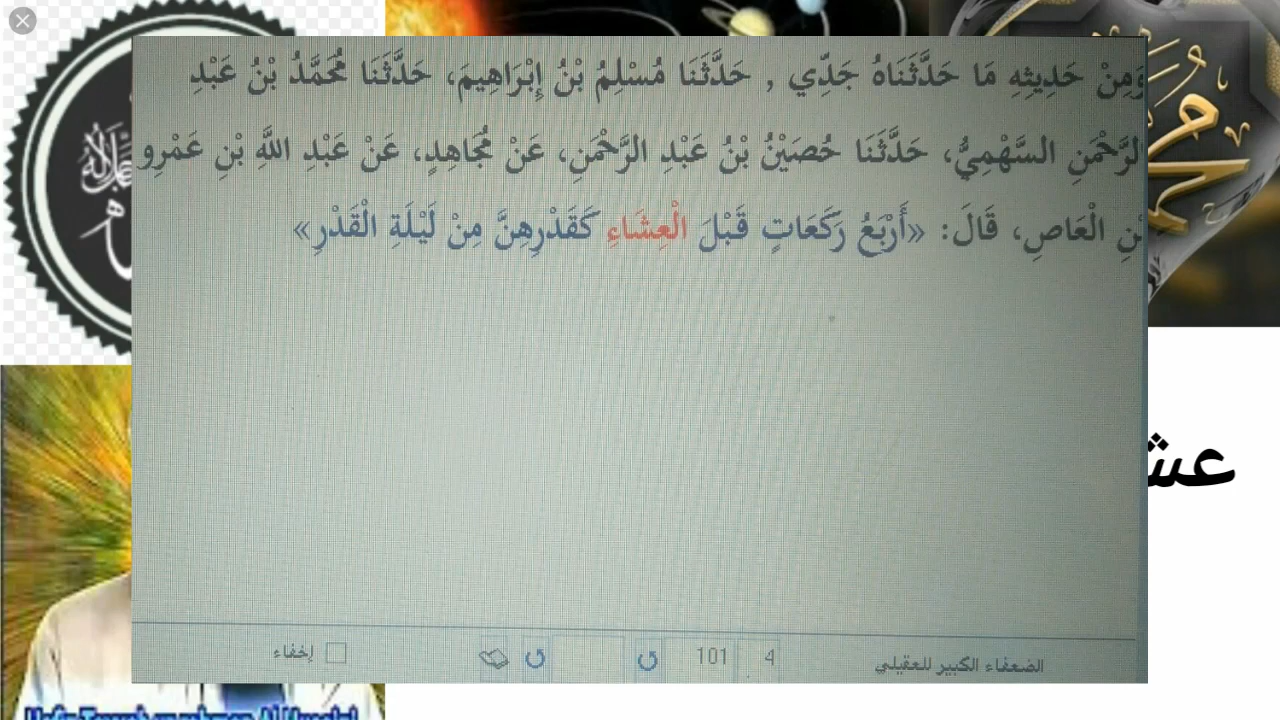 وَمِنْ حَدِيثِهِ مَا حَدَّثَنَاهُ جَدِّي , حَدَّثَنَا مُسْلِمُ بْنُ إِبْرَاهِيمَ، حَدَّثَنَا مُحَمَّدُ بْنُ عَبْدِ
الرَّحْمَنِ السَّهْمِيُّ، حَدَّثَنَا حُصَيْنُ بْنُ عَبْدِ الرَّحْمَنِ، عَنْ مُجَاهِدٍ، عَنْ عَبْدِ اللَّهِ بْنِ عَمْرِو
بْنِ الْعَاصِ، قَالَ: «أَرْبَعُ رَكَعَاتٍ قَبْلَ الْعِشَاءِ كَقَدْرِهِنَّ مِنْ لَيْلَةِ الْقَدْرِ»
الضعفاء الكبير للعقيلي 4 101 إخفاء